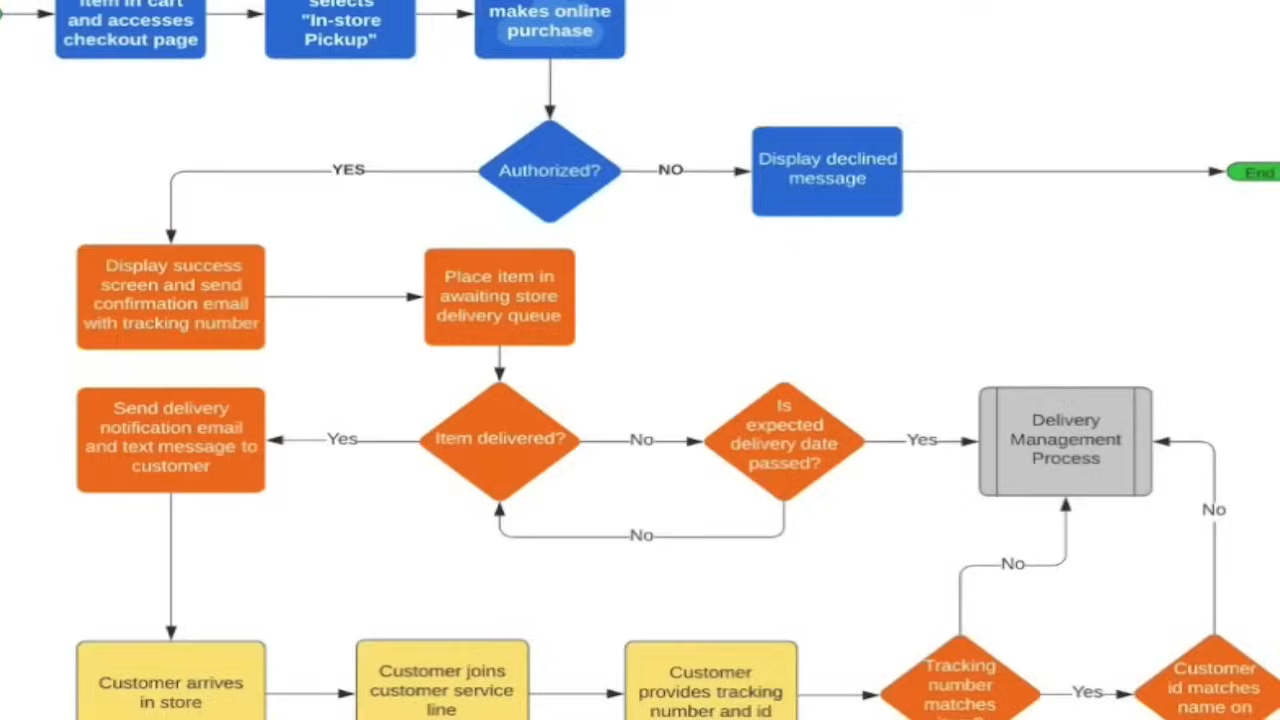 item in cart
and accesses
checkout page
selects
"In-store
Pickup"
makes online
purchase
Authorized?
YES
NO
Display declined
message
End
Display success
screen and send
confirmation email
with tracking number
Place item in
awaiting store
delivery queue
Send delivery
notification email
and text message to
customer
Yes
Item delivered?
No
Is
expected
delivery date
passed?
Yes
Delivery
Management
Process
No
No
No
Customer arrives
in store
Customer joins
customer service
line
Customer
provides tracking
number and id
Tracking
number
matches
Yes
Customer
id matches
name on